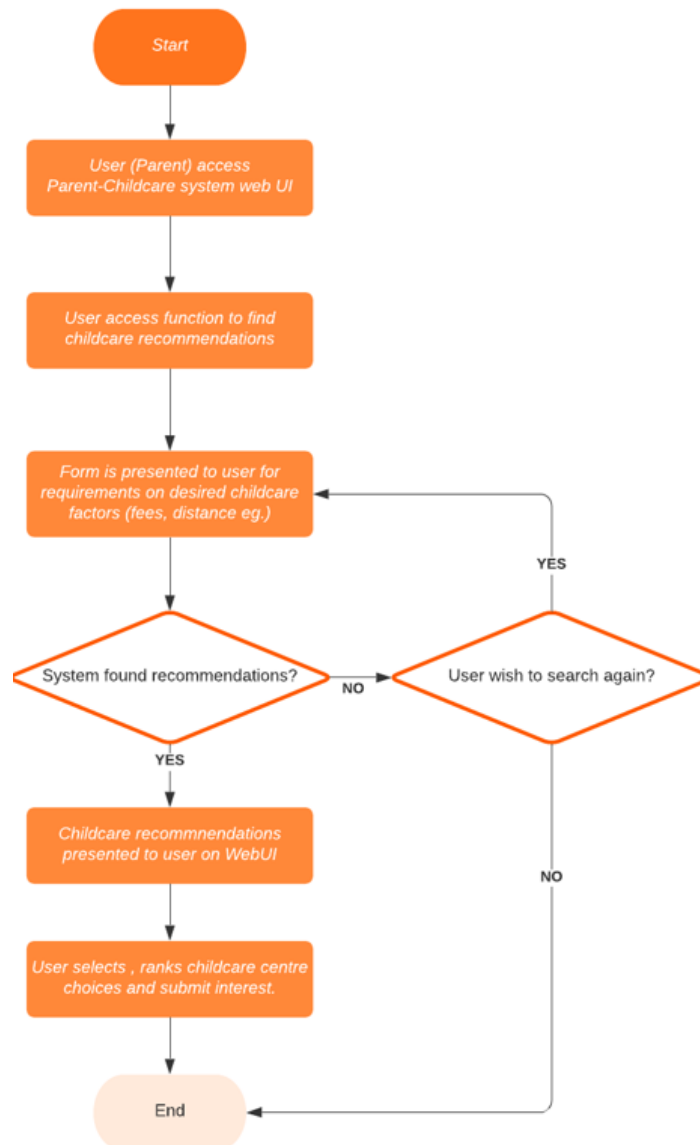 Start
User (Parent) access
Parent-Childcare system web UI
User access function to find
childcare recommendations
Form is presented to user for
requirements on desired childcare
factors (fees, distance eg.)
YES
System found recommendations?
NO
User wish to search again?
YES
Childcare recommnendations
presented to user on WebUI
NO
User selects , ranks childcare centre
choices and submit interest.
End